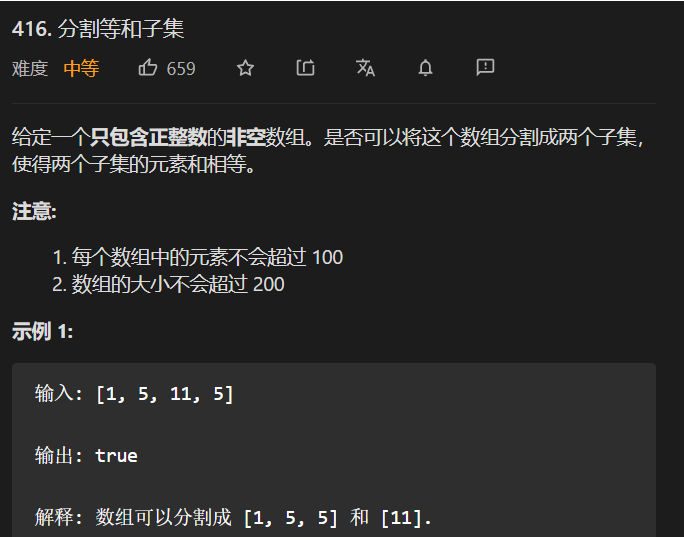 416. 分割等和子集
难度 中等 659
给定一个只包含正整数的非空数组。是否可以将这个数组分割成两个子集，
使得两个子集的元素和相等。
注意:
1. 每个数组中的元素不会超过 100
2. 数组的大小不会超过 200
示例 1:
输入: [1, 5, 11, 5]
输出: true
解释: 数组可以分割成 [1, 5, 5] 和 [11].